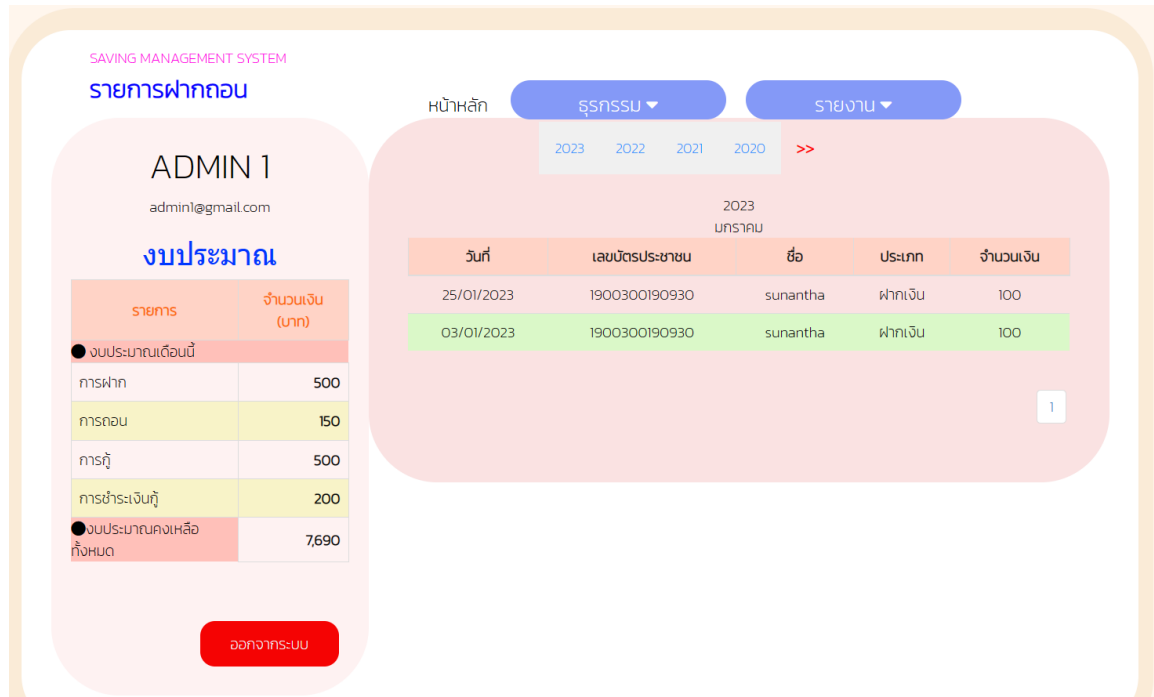 SAVING MANAGEMENT SYSTEM
รายการฝากถอน
หน้าหลัก ธุรกรรม รายงาน
ADMIN 1
admin1@gmail.com
งบประมาณ
รายการ จำนวนเงิน (บาท)
งบประมาณเดือนนี้
การฝาก 500
การถอน 150
การกู้ 500
การชำระเงินกู้ 200
งบประมาณคงเหลือ
ทั้งหมด 7,690
ออกจากระบบ
2023 2022 2021 2020 >>
2023
มกราคม
วันที่ เลขบัตรประชาชน ชื่อ ประเภท จำนวนเงิน
25/01/2023 1900300190930 sunantha ฝากเงิน 100
03/01/2023 1900300190930 sunantha ฝากเงิน 100
1